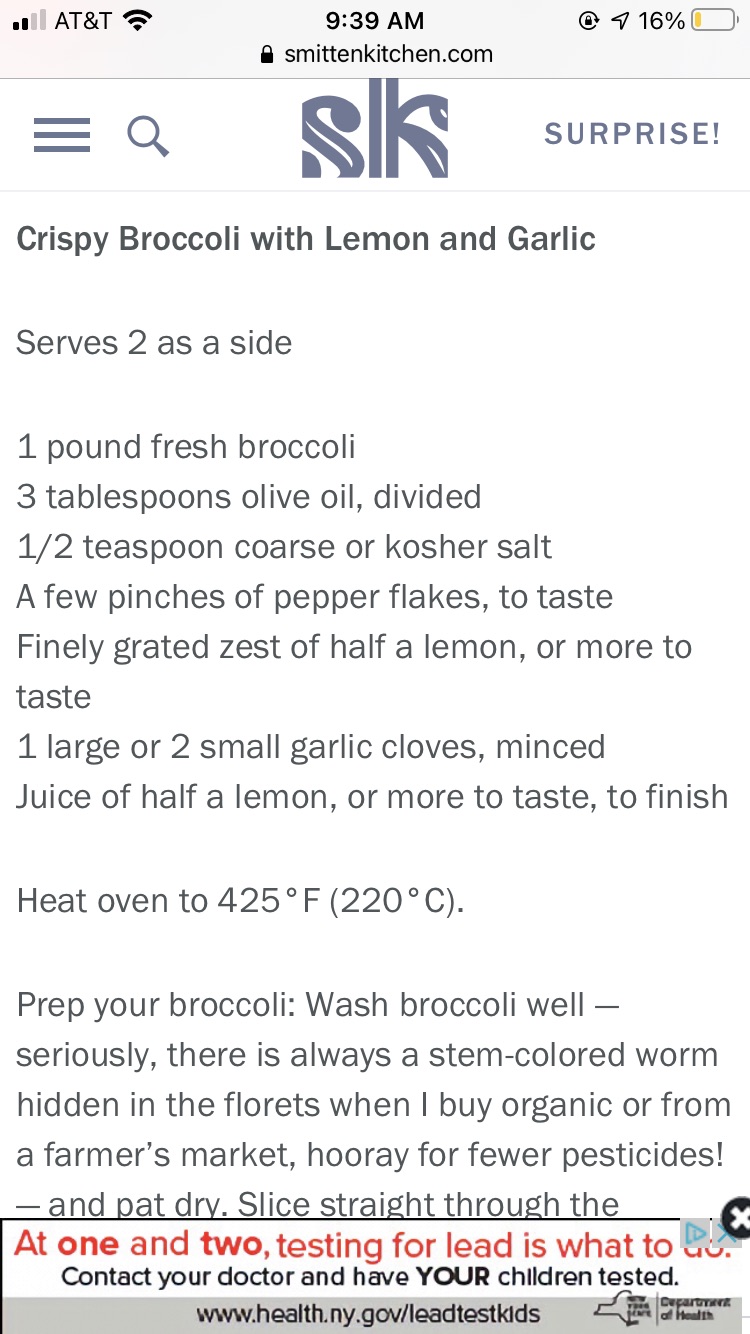 AT&T 9:39 AM 16%
smittenkitchen.com
sk SURPRISE!
Crispy Broccoli with Lemon and Garlic
Serves 2 as a side
1 pound fresh broccoli
3 tablespoons olive oil, divided
1/2 teaspoon coarse or kosher salt
A few pinches of pepper flakes, to taste
Finely grated zest of half a lemon, or more to
taste
1 large or 2 small garlic cloves, minced
Juice of half a lemon, or more to taste, to finish
Heat oven to 425°F (220°C).
Prep your broccoli: Wash broccoli well —
seriously, there is always a stem-colored worm
hidden in the florets when I buy organic or from
a farmer’s market, hooray for fewer pesticides!
— and pat dry. Slice straight through the
At one and two, testing for lead is what to do.
Contact your doctor and have YOUR children tested.
www.health.ny.gov/leadtestkids
Department
of Health